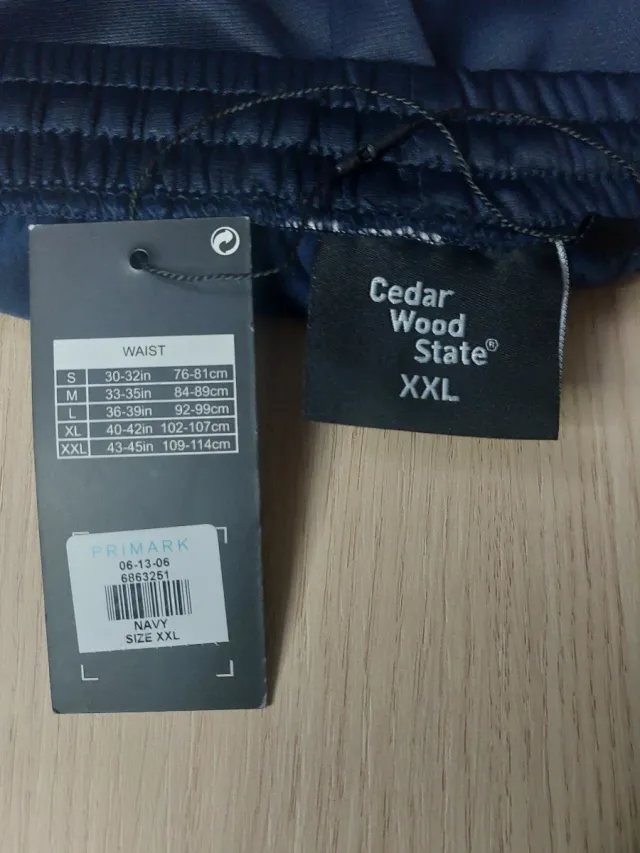 WAIST
S 30-32in 76-81cm
M 33-35in 84-89cm
L 36-39in 92-99cm
XL 40-42in 102-107cm
XXL 43-45in 109-114cm
PRIMARK
06-13-06
6863251
NAVY
SIZE XXL
Cedar
Wood
State®
XXL